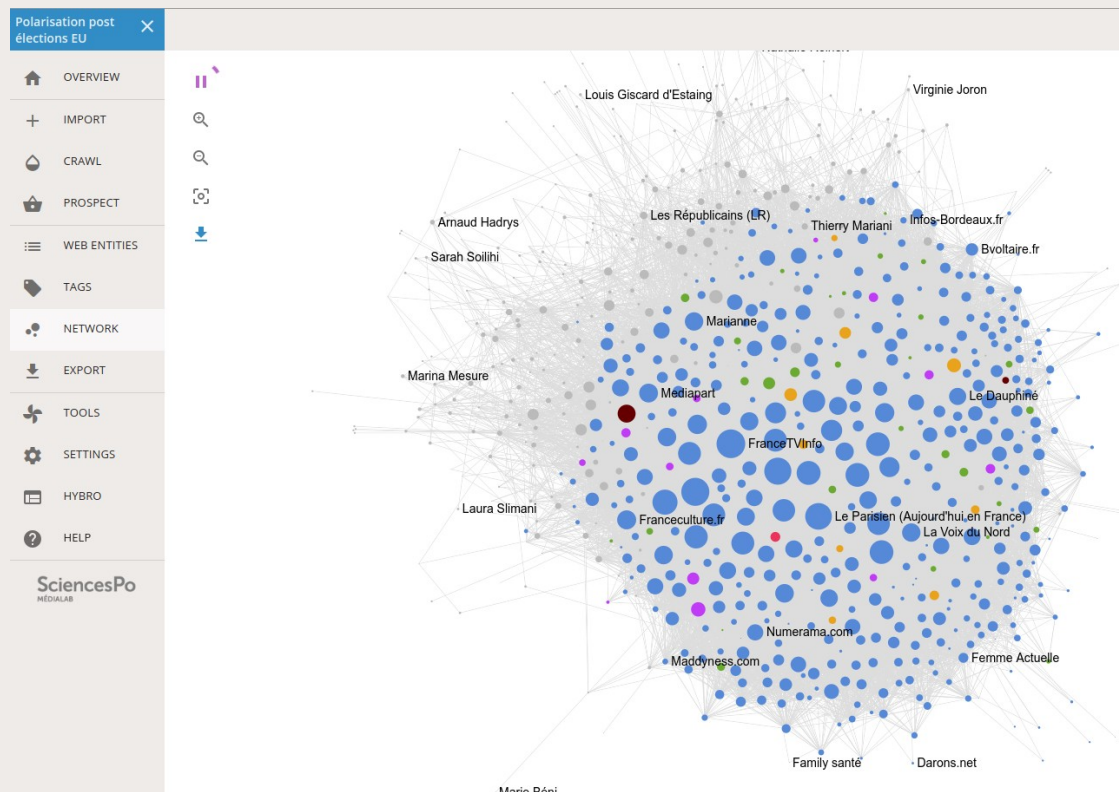 Polarisation post
élections EU
OVERVIEW
IMPORT
CRAWL
PROSPECT
WEB ENTITIES
TAGS
NETWORK
EXPORT
TOOLS
SETTINGS
HYBRO
HELP
SciencesPo
MÉDIALAB
Louis Giscard d'Estaing
Virginie Joron
Les Républicains (LR)
Infos-Bordeaux.fr
Arnaud Hadrys
Thierry Mariani
Bvoltaire.fr
Sarah Soilihi
Marianne
Marina Mesure
Mediapart
Le Dauphiné
FranceTVInfo
Laura Slimani
Franceculture.fr
Le Parisien (Aujourd'hui en France)
La Voix du Nord
Numerama.com
Maddyness.com
Femme Actuelle
Family santé
Darons.net